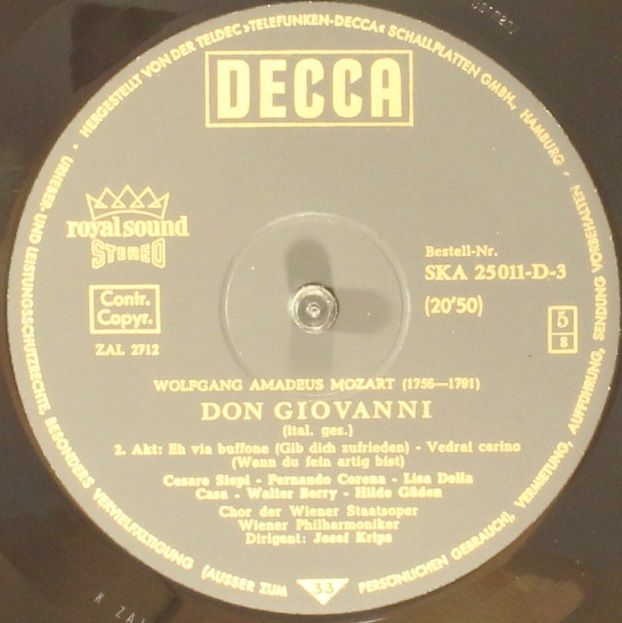 HERGESTELLT VON DER TELDEC »TELEFUNKEN-DECCA« SCHALLPLATTEN GMBH., HAMBURG
URHEBER- UND LEISTUNGSSCHUTZRECHTE, BESONDERS VERVIELFÄLTIGUNG (AUSSER ZUM PERSÖNLICHEN GEBRAUCH), VERMIETUNG, AUFFÜHRUNG, SENDUNG VORBEHALTEN
DECCA
royal sound
STEREO
Contr.
Copyr.
ZAL 2712
Bestell-Nr.
SKA 25011-D-3
(20'50)
5
8
WOLFGANG AMADEUS MOZART (1756—1791)
DON GIOVANNI
(ital. ges.)
2. Akt: Eh via buffone (Gib dich zufrieden) - Vedrai carino
(Wenn du fein artig bist)
Cesare Siepi - Fernando Corena - Lisa Della
Casa - Walter Berry - Hilde Güden
Chor der Wiener Staatsoper
Wiener Philharmoniker
Dirigent: Josef Krips
33